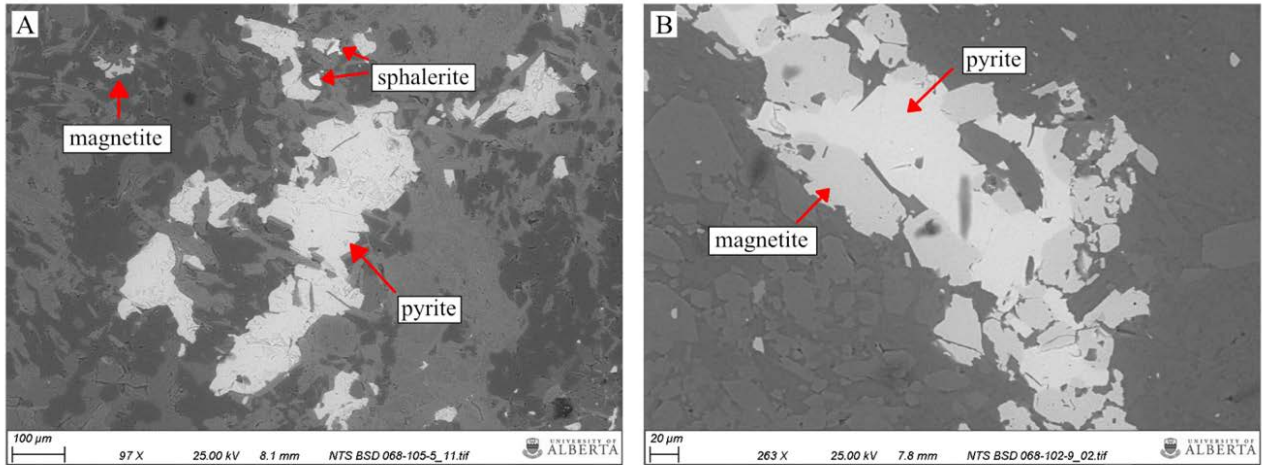 A
sphalerite
magnetite
pyrite
100 µm
97 X 25.00 kV 8.1 mm NTS BSD 068-105-5_11.tif
UNIVERSITY OF
ALBERTA
B
pyrite
magnetite
20 µm
263 X 25.00 kV 7.8 mm NTS BSD 068-102-9_02.tif
UNIVERSITY OF
ALBERTA